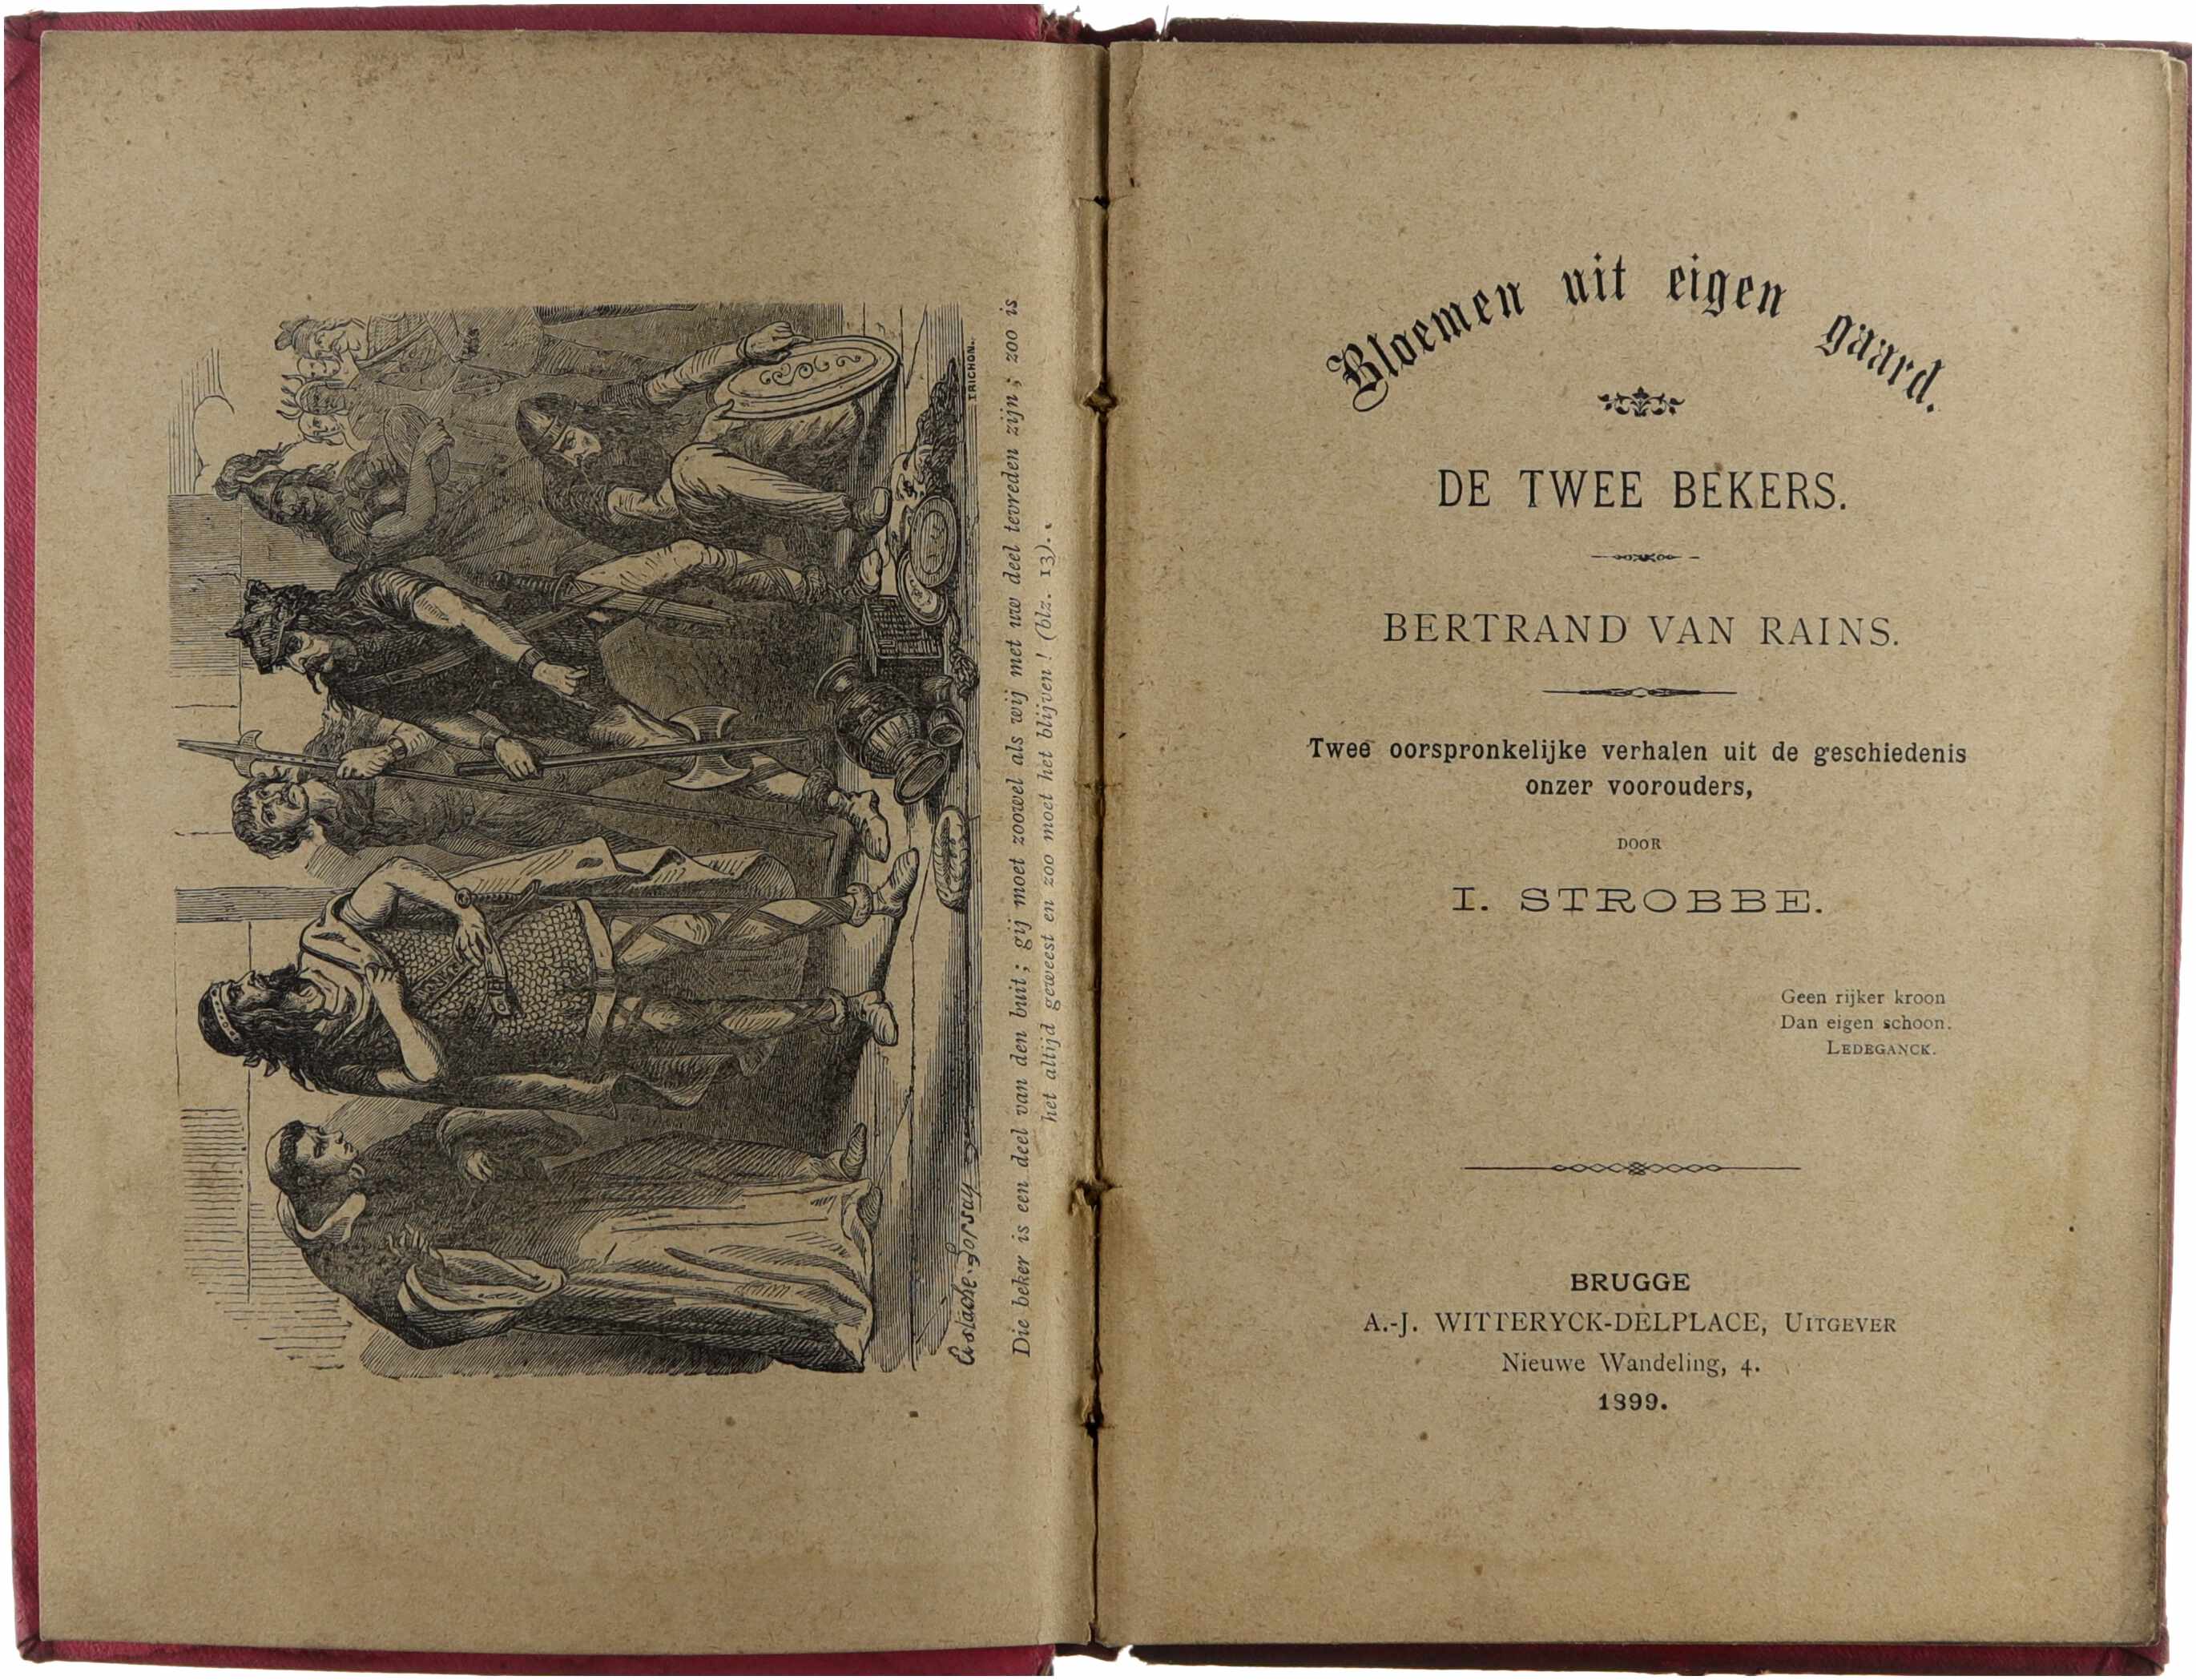 Eustache-Lorsay
TRICHON.
Die beker is een deel van den buit ; gij moet zoowel als wij met uw deel tevreden zijn ; zoo is
het altijd geweest en zoo moet het blijven ! (blz. 13).
Bloemen uit eigen gaard.
DE TWEE BEKERS.
BERTRAND VAN RAINS.
Twee oorspronkelijke verhalen uit de geschiedenis
onzer voorouders,
DOOR
I. STROBBE.
Geen rijker kroon
Dan eigen schoon.
LEDEGANCK.
BRUGGE
A.-J. WITTERYCK-DELPLACE, UITGEVER
Nieuwe Wandeling, 4.
1899.